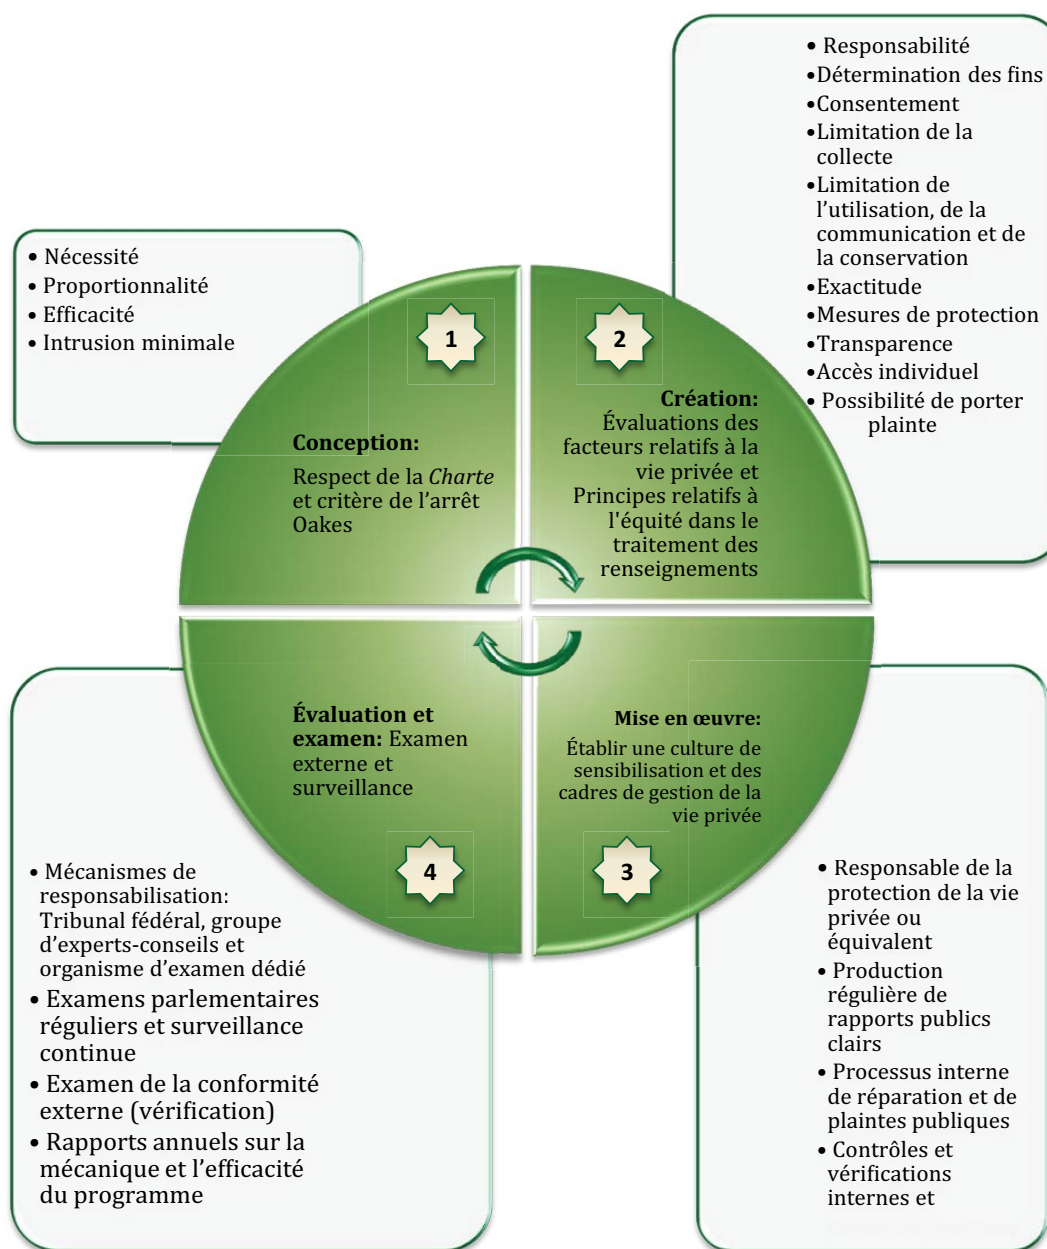 • Nécessité
• Proportionnalité
• Efficacité
• Intrusion minimale
1
Conception:
Respect de la Charte
et critère de l'arrêt
Oakes
• Responsabilité
•Détermination des fins
•Consentement
•Limitation de la
collecte
•Limitation de
l'utilisation, de la
communication et de
la conservation
•Exactitude
•Mesures de protection
•Transparence
•Accès individuel
• Possibilité de porter
plainte
2
Création:
Évaluations des
facteurs relatifs à la
vie privée et
Principes relatifs à
l'équité dans le
traitement des
renseignements
Mise en œuvre:
Établir une culture de
sensibilisation et des
cadres de gestion de la
vie privée
3
• Responsable de la
protection de la vie
privée ou
équivalent
• Production
régulière de
rapports publics
clairs
• Processus interne
de réparation et de
plaintes publiques
• Contrôles et
vérifications
internes et
Évaluation et
examen: Examen
externe et
surveillance
4
• Mécanismes de
responsabilisation:
Tribunal fédéral, groupe
d'experts-conseils et
organisme d'examen dédié
• Examens parlementaires
réguliers et surveillance
continue
• Examen de la conformité
externe (vérification)
• Rapports annuels sur la
mécanique et l'efficacité
du programme